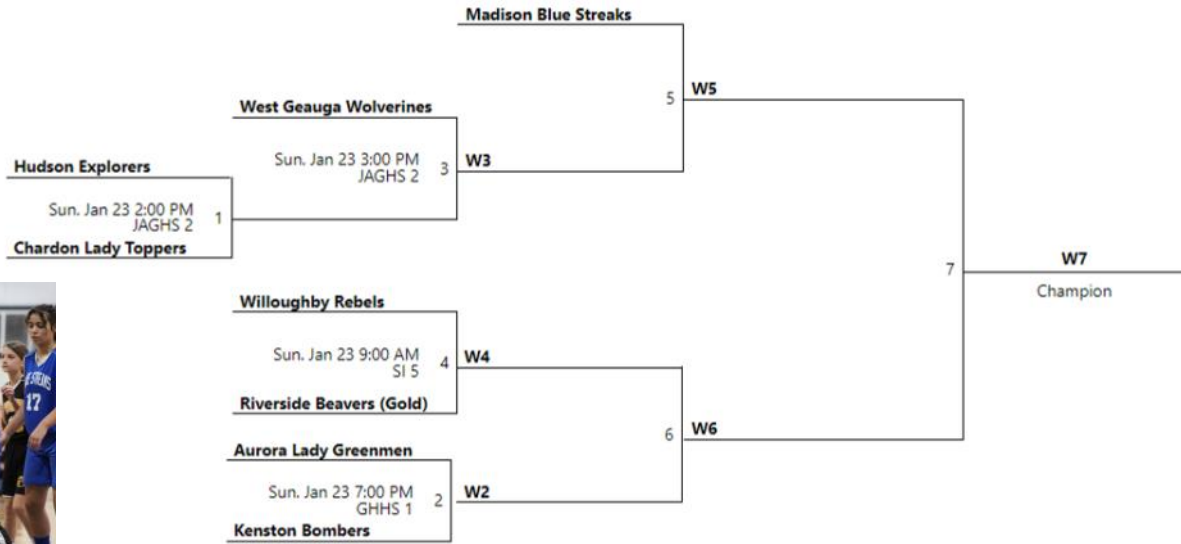 Madison Blue Streaks
5
W5
West Geauga Wolverines
Sun. Jan 23 3:00 PM
JAGHS 2
3
W3
Hudson Explorers
Sun. Jan 23 2:00 PM
JAGHS 2
1
Chardon Lady Toppers
7
W7
Champion
Willoughby Rebels
Sun. Jan 23 9:00 AM
SI 5
4
W4
Riverside Beavers (Gold)
6
W6
Aurora Lady Greenmen
Sun. Jan 23 7:00 PM
GHHS 1
2
W2
Kenston Bombers
17